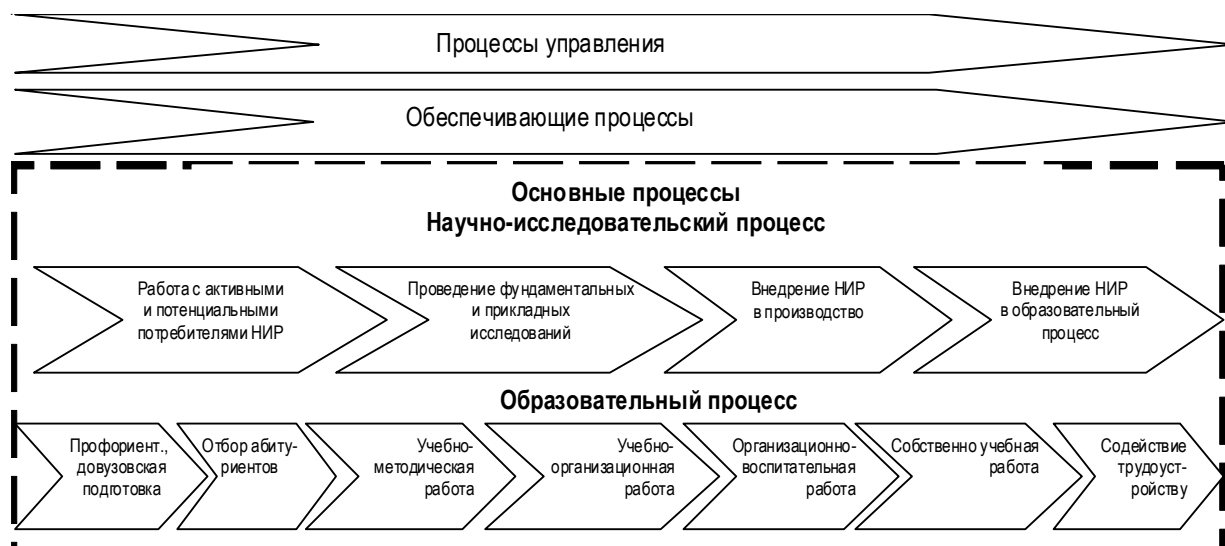 Процессы управления
Обеспечивающие процессы
Основные процессы
Научно-исследовательский процесс
Работа с активными
и потенциальными
потребителями НИР
Проведение фундаментальных
и прикладных
исследований
Внедрение НИР
в производство
Внедрение НИР
в образовательный
процесс
Образовательный процесс
Профориент.,
довузовская
подготовка
Отбор абиту-
риентов
Учебно-
методическая
работа
Учебно-
организационная
работа
Организационно-
воспитательная
работа
Собственно учебная
работа
Содействие
трудоуст-
ройству